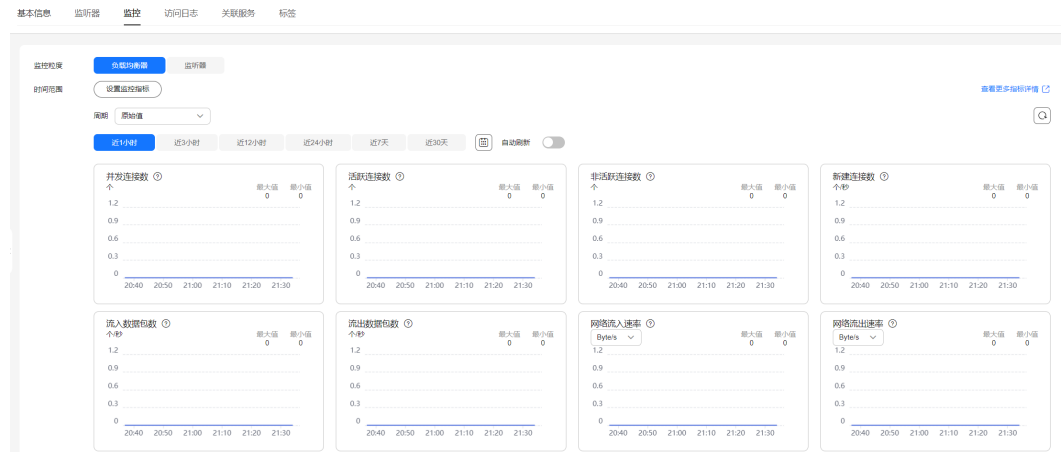 基本信息 监听器 监控 访问日志 关联服务 标签
监控粒度 负载均衡器 监听器
时间范围 设置监控指标 查看更多指标详情
周期 原始值
近1小时 近3小时 近12小时 近24小时 近7天 近30天 自动刷新
并发连接数
个 最大值 最小值
0 0
1.2
0.9
0.6
0.3
0
20:40 20:50 21:00 21:10 21:20 21:30
活跃连接数
个 最大值 最小值
0 0
1.2
0.9
0.6
0.3
0
20:40 20:50 21:00 21:10 21:20 21:30
非活跃连接数
个 最大值 最小值
0 0
1.2
0.9
0.6
0.3
0
20:40 20:50 21:00 21:10 21:20 21:30
新建连接数
个/秒 最大值 最小值
0 0
1.2
0.9
0.6
0.3
0
20:40 20:50 21:00 21:10 21:20 21:30
流入数据包数
个/秒 最大值 最小值
0 0
1.2
0.9
0.6
0.3
0
20:40 20:50 21:00 21:10 21:20 21:30
流出数据包数
个/秒 最大值 最小值
0 0
1.2
0.9
0.6
0.3
0
20:40 20:50 21:00 21:10 21:20 21:30
网络流入速率
Byte/s 最大值 最小值
0 0
1.2
0.9
0.6
0.3
0
20:40 20:50 21:00 21:10 21:20 21:30
网络流出速率
Byte/s 最大值 最小值
0 0
1.2
0.9
0.6
0.3
0
20:40 20:50 21:00 21:10 21:20 21:30